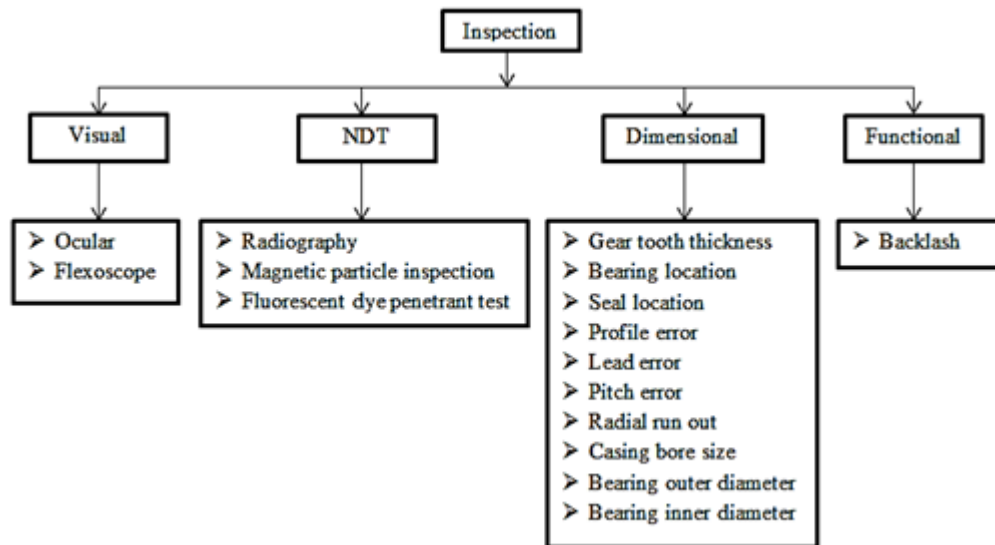 Inspection
Visual
NDT
Dimensional
Functional
➤ Ocular
➤ Flexoscope
➤ Radiography
➤ Magnetic particle inspection
➤ Fluorescent dye penetrant test
➤ Gear tooth thickness
➤ Bearing location
➤ Seal location
➤ Profile error
➤ Lead error
➤ Pitch error
➤ Radial run out
➤ Casing bore size
➤ Bearing outer diameter
➤ Bearing inner diameter
➤ Backlash